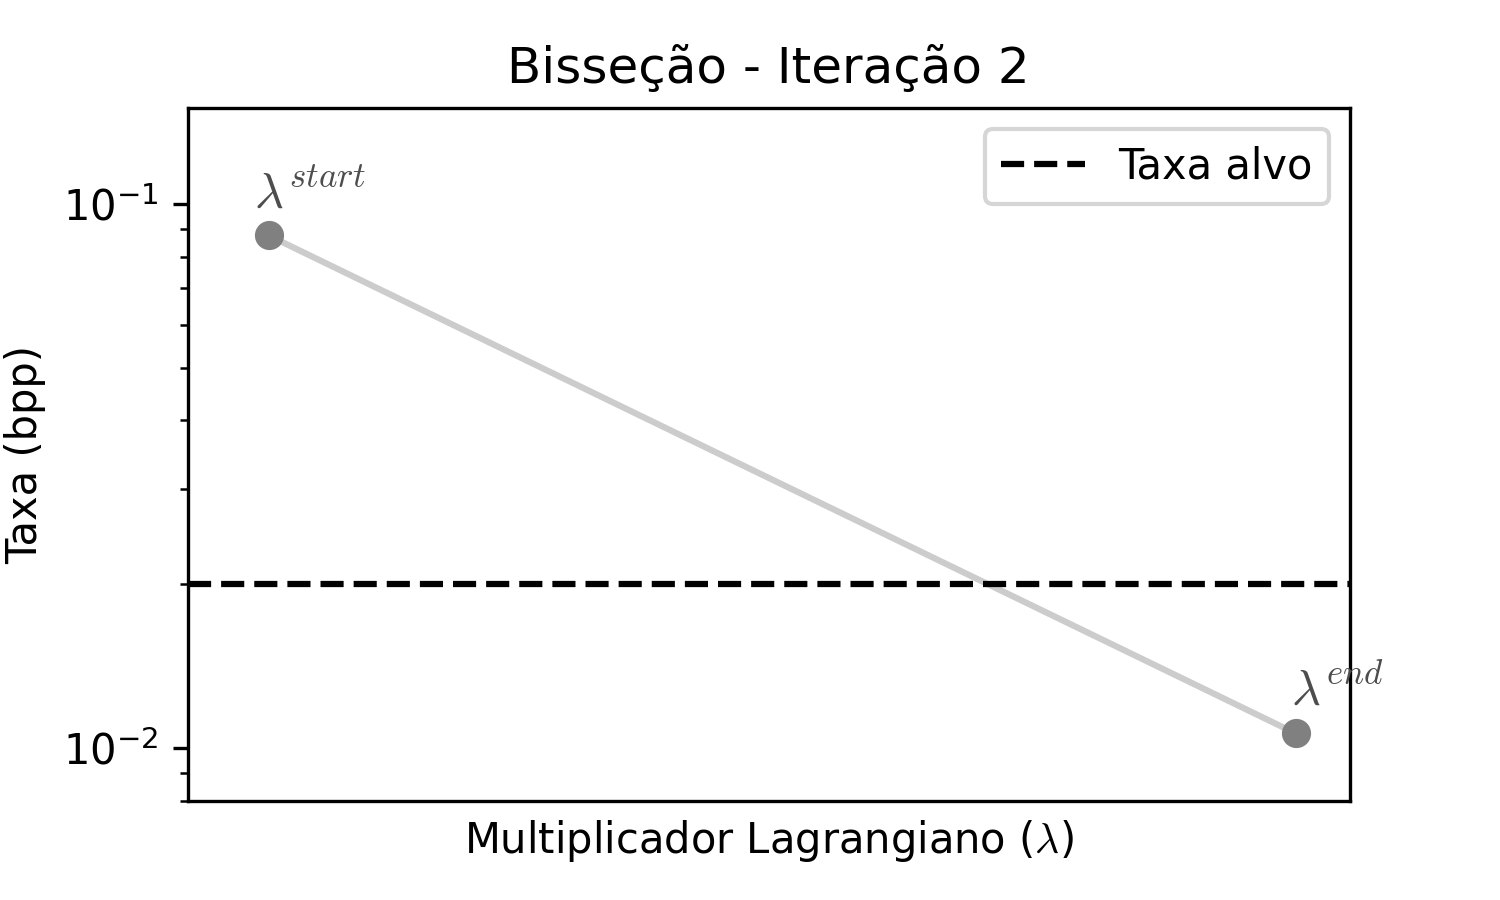 Bisseção - Iteração 2
Taxa alvo
λ^start
10^−1
Taxa (bpp)
λ^end
10^−2
Multiplicador Lagrangiano (λ)